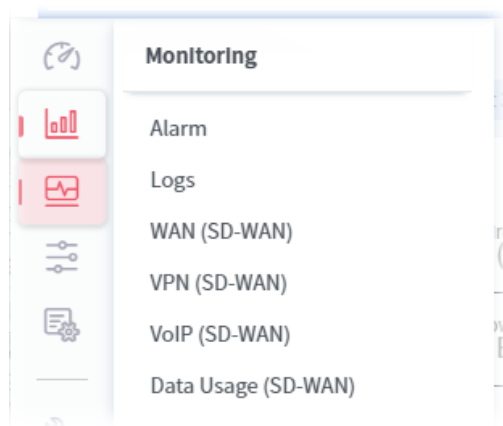 Monitoring
Alarm
Logs
WAN (SD-WAN)
VPN (SD-WAN)
VoIP (SD-WAN)
Data Usage (SD-WAN)